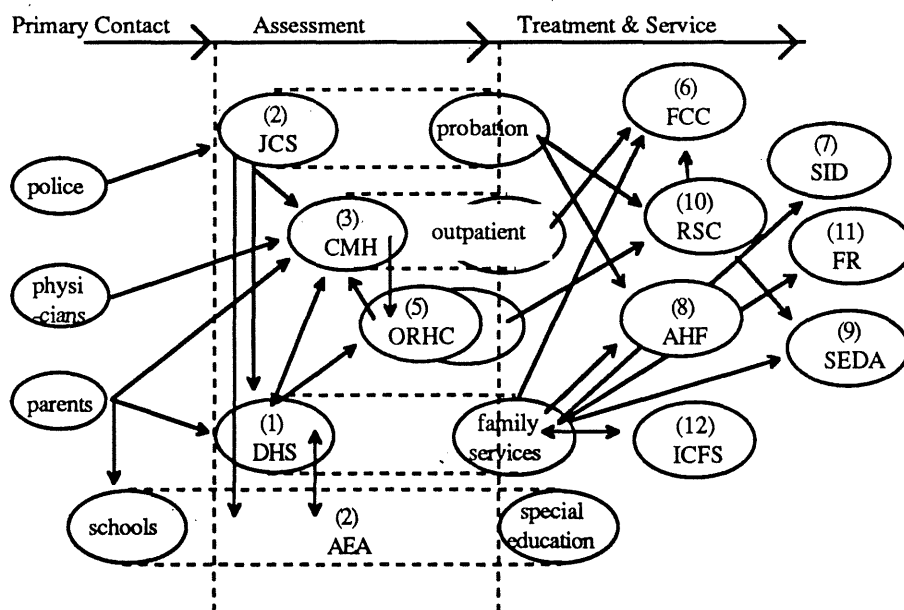 Primary Contact
Assessment
Treatment & Service
(2)
JCS
probation
(6)
FCC
(7)
SID
police
(3)
CMH
outpatient
(10)
RSC
(11)
FR
physi
-cians
(5)
ORHC
(8)
AHF
(9)
SEDA
parents
(1)
DHS
family
services
(12)
ICFS
schools
(2)
AEA
special
education